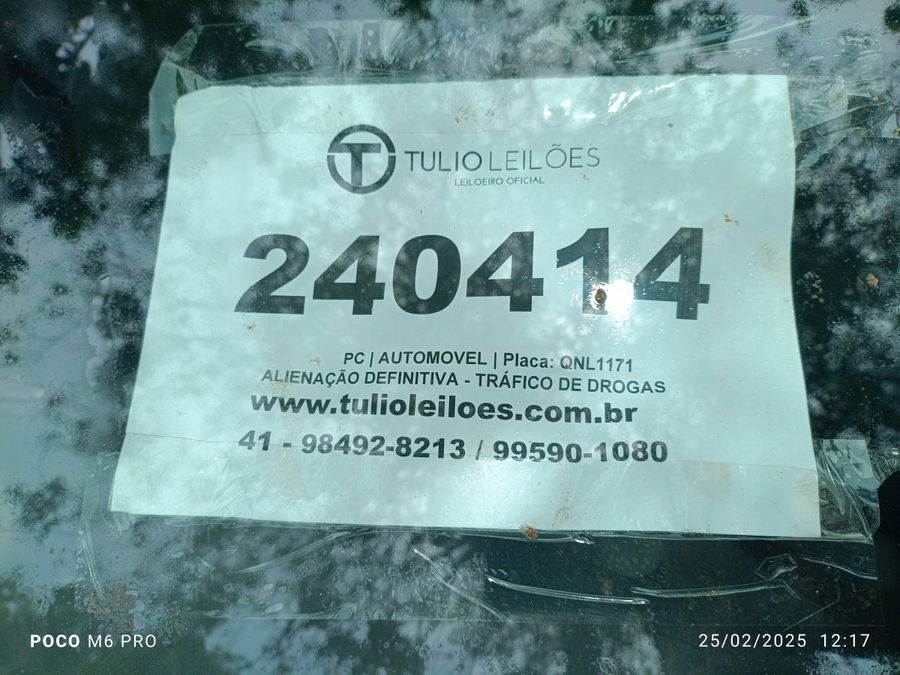 TULIO LEILÕES
LEILOEIRO OFICIAL
240414
PC | AUTOMOVEL | Placa: QNL1171
ALIENAÇÃO DEFINITIVA - TRÁFICO DE DROGAS
www.tulioleiloes.com.br
41 - 98492-8213 / 99590-1080
POCO M6 PRO
25/02/2025 12:17